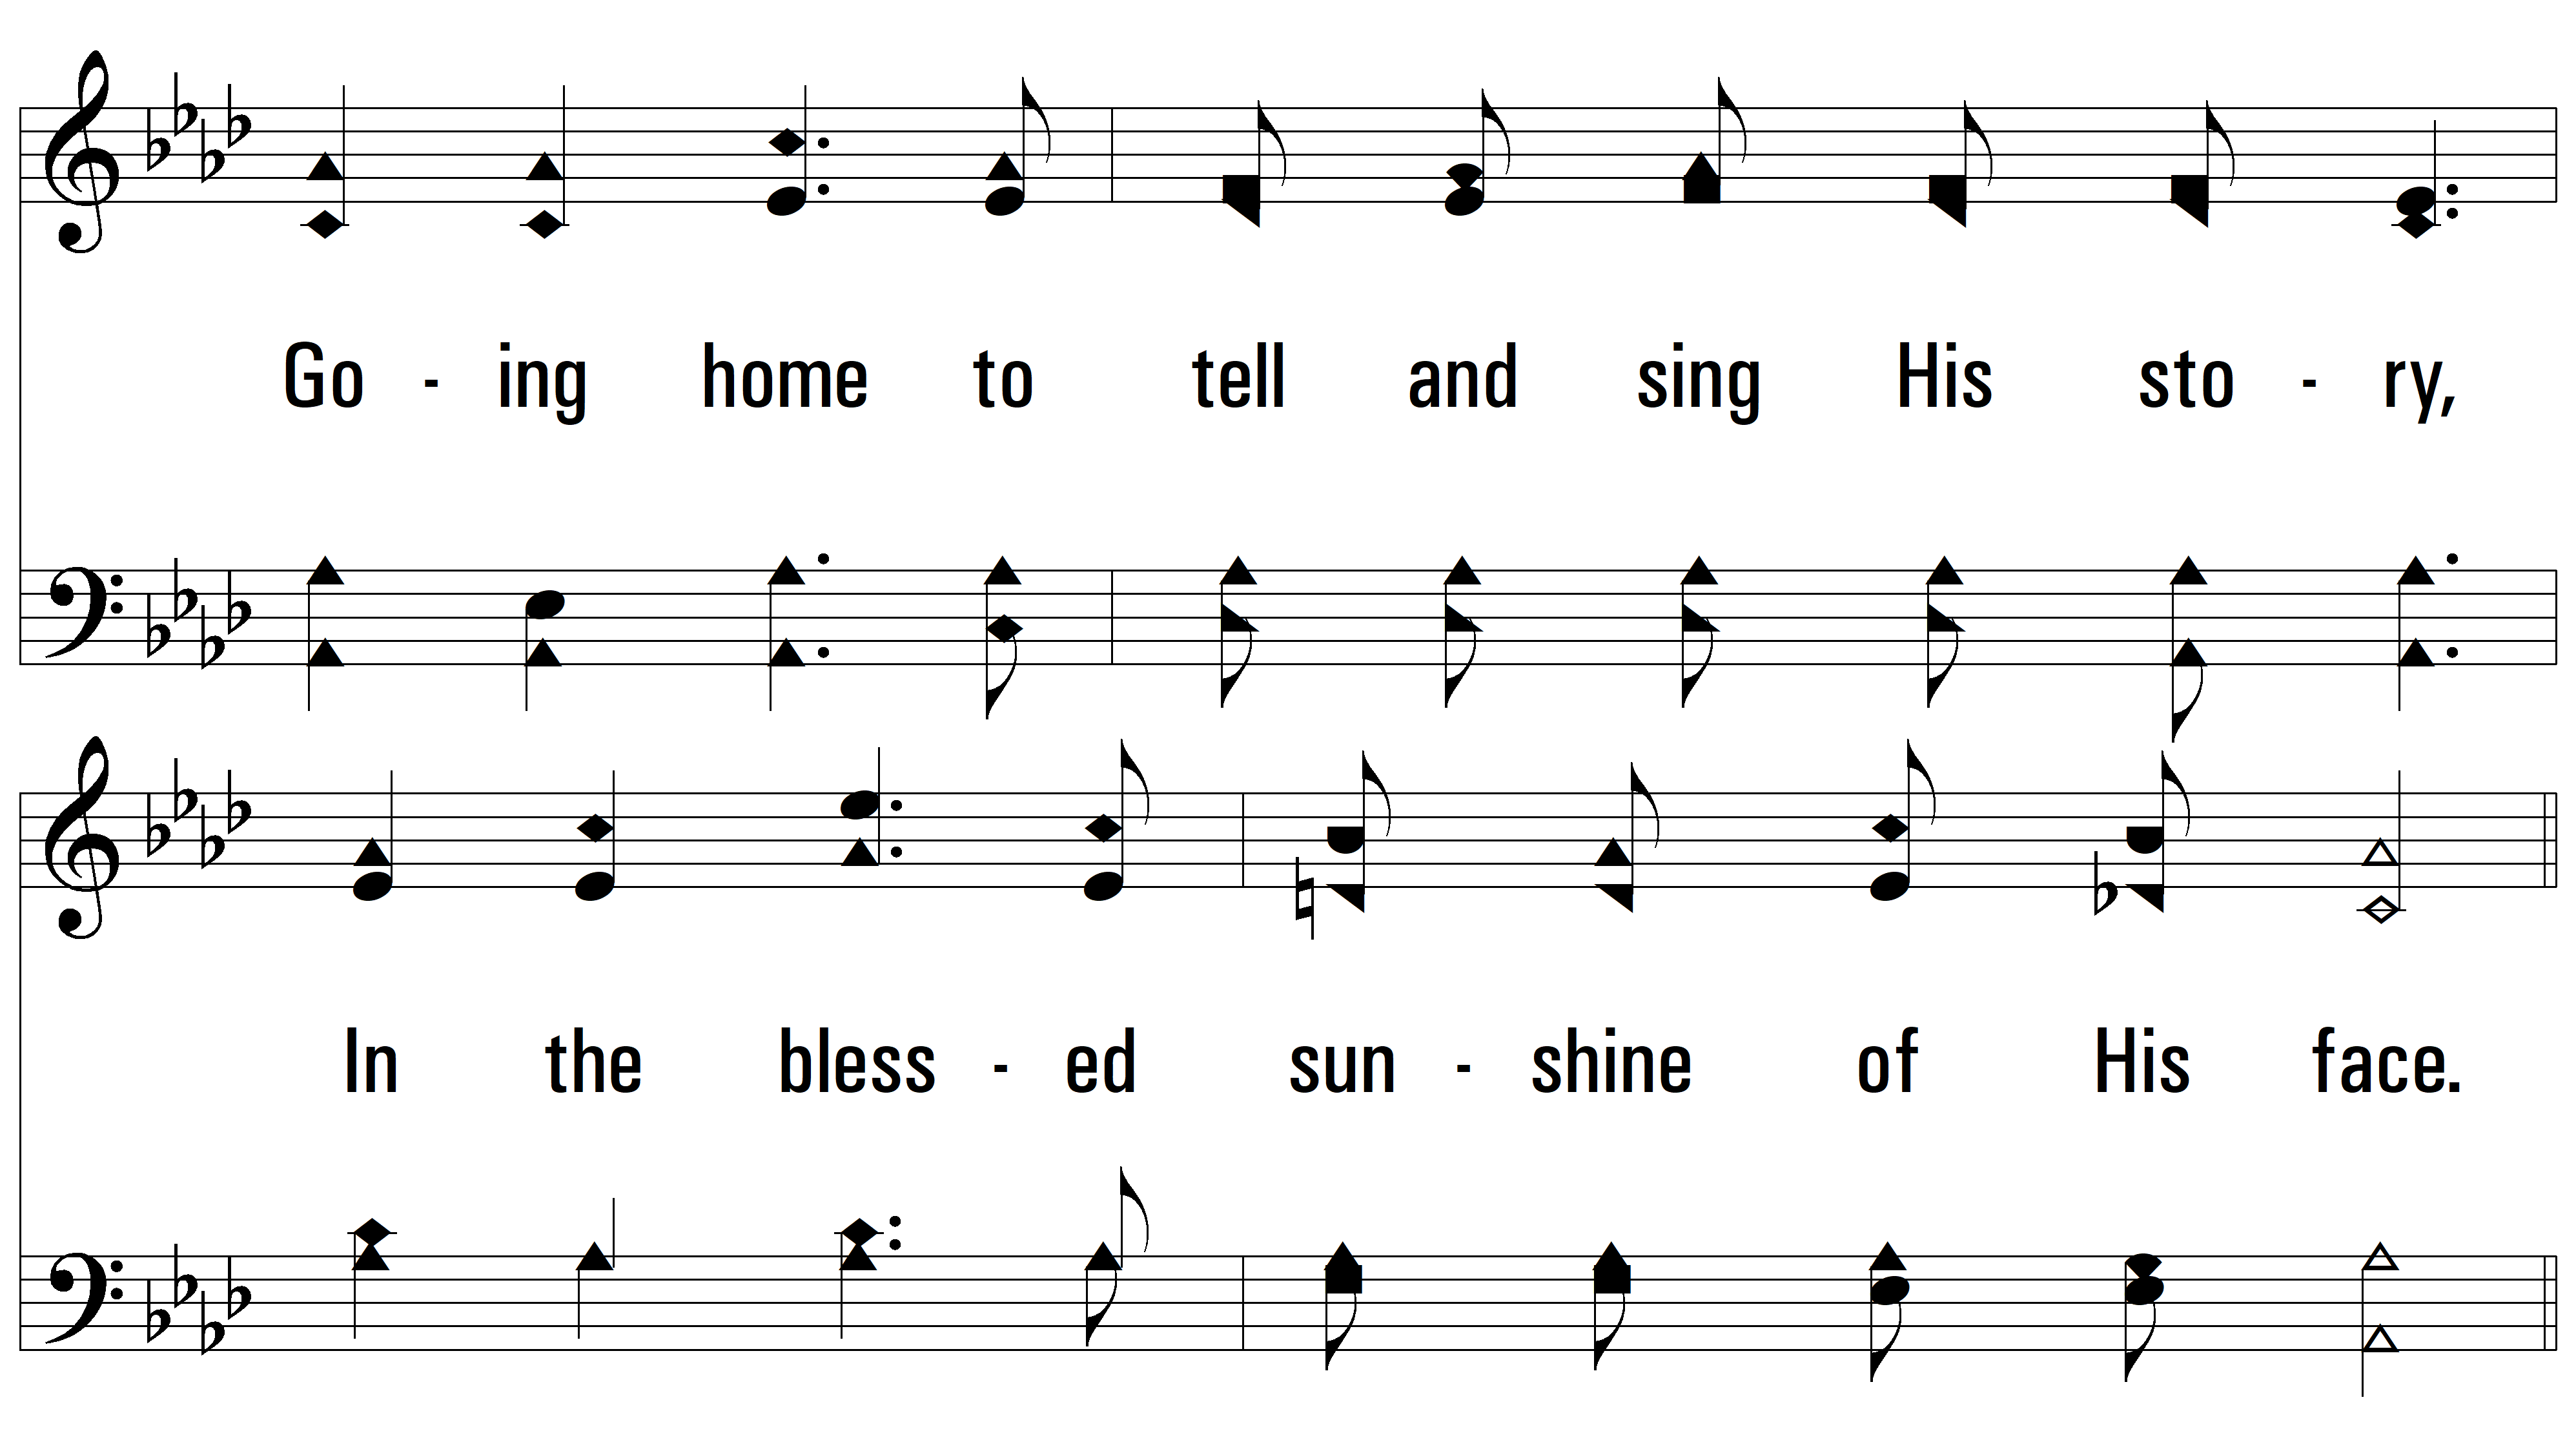 Go - ing home to tell and sing His sto - ry,
In the bless - ed sun - shine of His face.